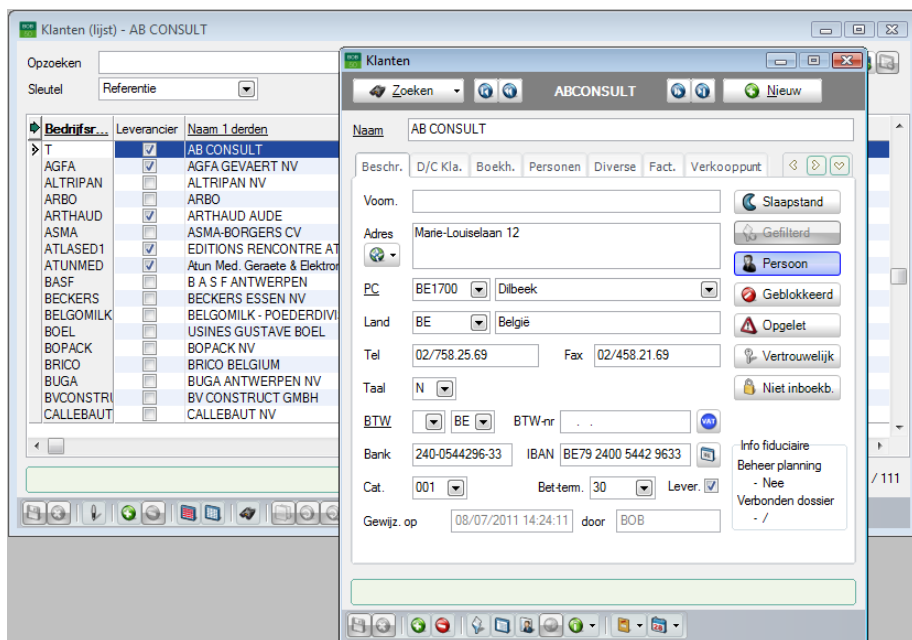 Klanten (lijst) - AB CONSULT
Opzoeken
Sleutel Referentie
Bedrijfsr... Leverancier Naam 1 derden
T AB CONSULT
AGFA AGFA GEVAERT NV
ALTRIPAN ALTRIPAN NV
ARBO ARBO
ARTHAUD ARTHAUD AUDE
ASMA ASMA-BORGERS CV
ATLASED1 EDITIONS RENCONTRE AT
ATUNMED Atun Med. Geraete & Elektron
BASF B A S F ANTWERPEN
BECKERS BECKERS ESSEN NV
BELGOMILK BELGOMILK - POEDERDIVI
BOEL USINES GUSTAVE BOEL
BOPACK BOPACK NV
BRICO BRICO BELGIUM
BUGA BUGA ANTWERPEN NV
BVCONSTRU BV CONSTRUCT GMBH
CALLEBAUT CALLEBAUT NV
/ 111
Klanten
Zoeken ABCONSULT Nieuw
Naam AB CONSULT
Beschr. D/C Kla. Boekh. Personen Diverse Fact. Verkooppunt
Voorn. Slaapstand
Adres Marie-Louiselaan 12 Gefilterd
Persoon
PC BE1700 Dilbeek Geblokkeerd
Land BE België Opgelet
Tel 02/758.25.69 Fax 02/458.21.69 Vertrouwelijk
Taal N Niet inboekb.
BTW BE BTW-nr . . VAT
Bank 240-0544296-33 IBAN BE79 2400 5442 9633
Cat. 001 Bet-term. 30 Lever.
Gewijz. op 08/07/2011 14:24:11 door BOB
Info fiduciaire
Beheer planning
- Nee
Verbonden dossier
- /